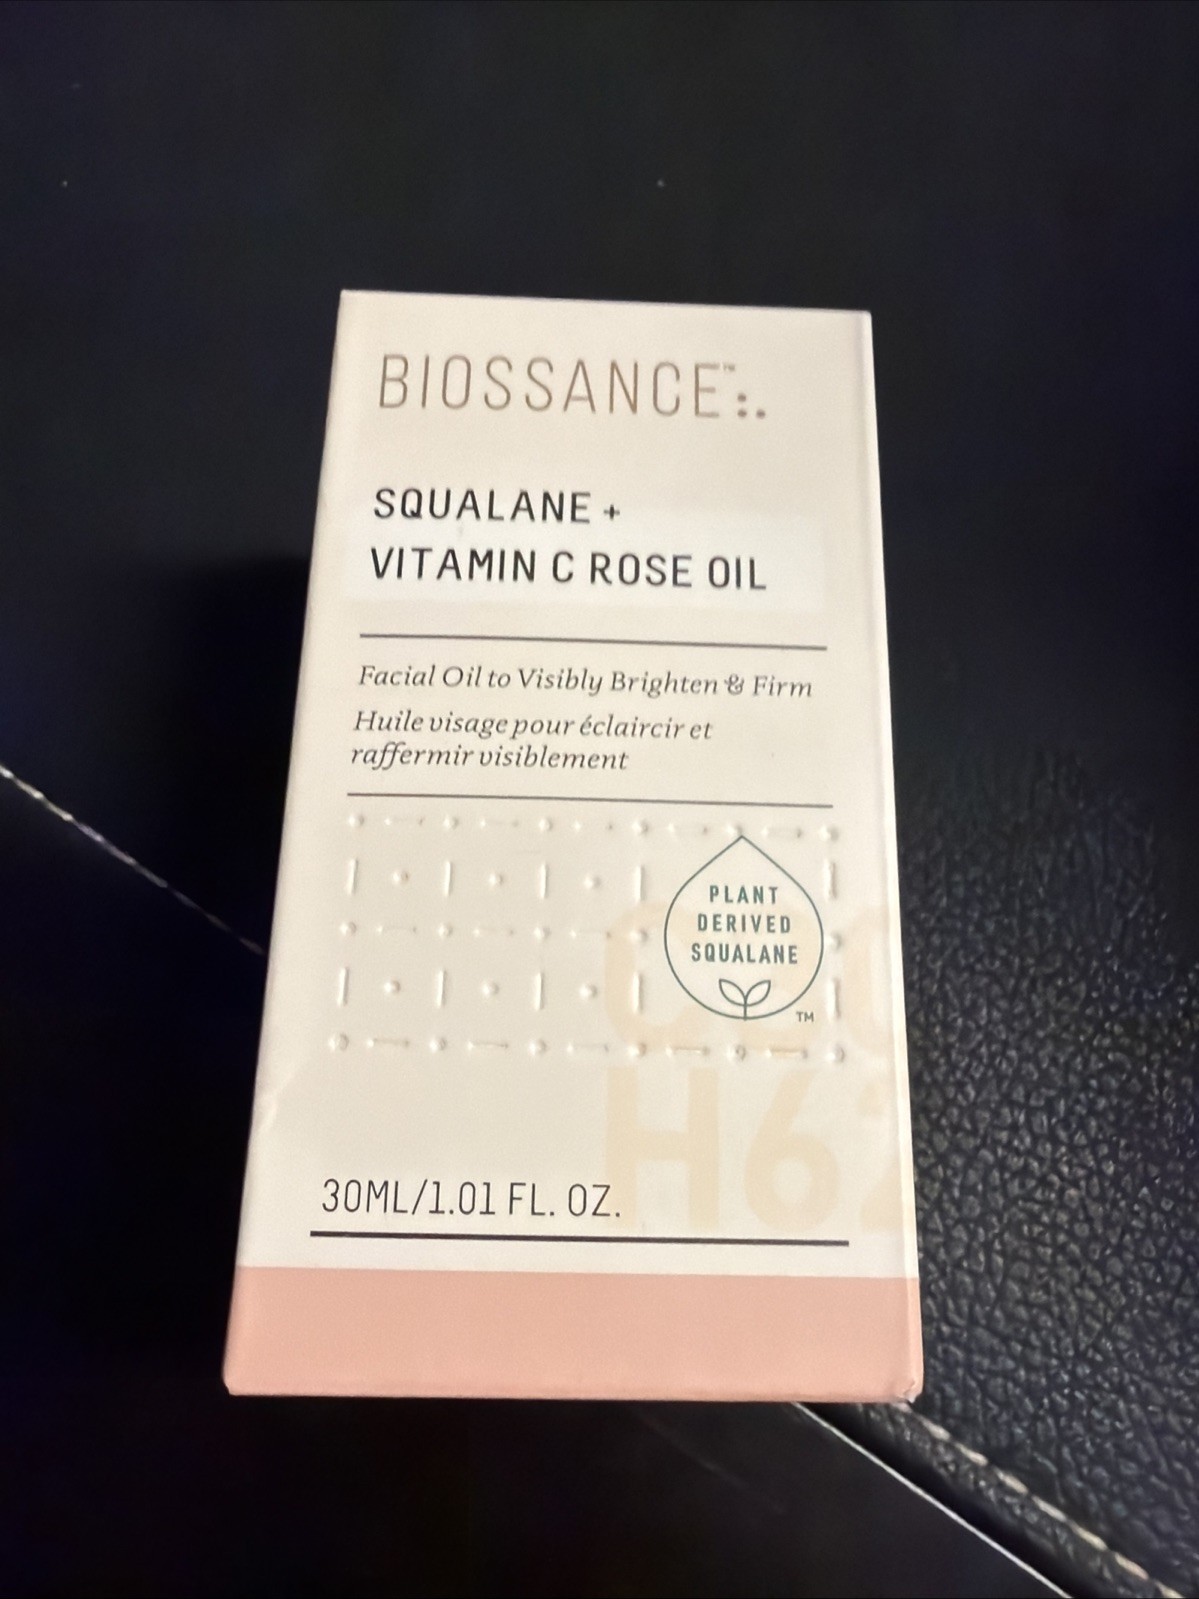 BIOSSANCE™
SQUALANE +
VITAMIN C ROSE OIL
Facial Oil to Visibly Brighten & Firm
Huile visage pour éclaircir et
raffermir visiblement
PLANT
DERIVED
SQUALANE
TM
H62
30ML/1.01 FL. OZ.